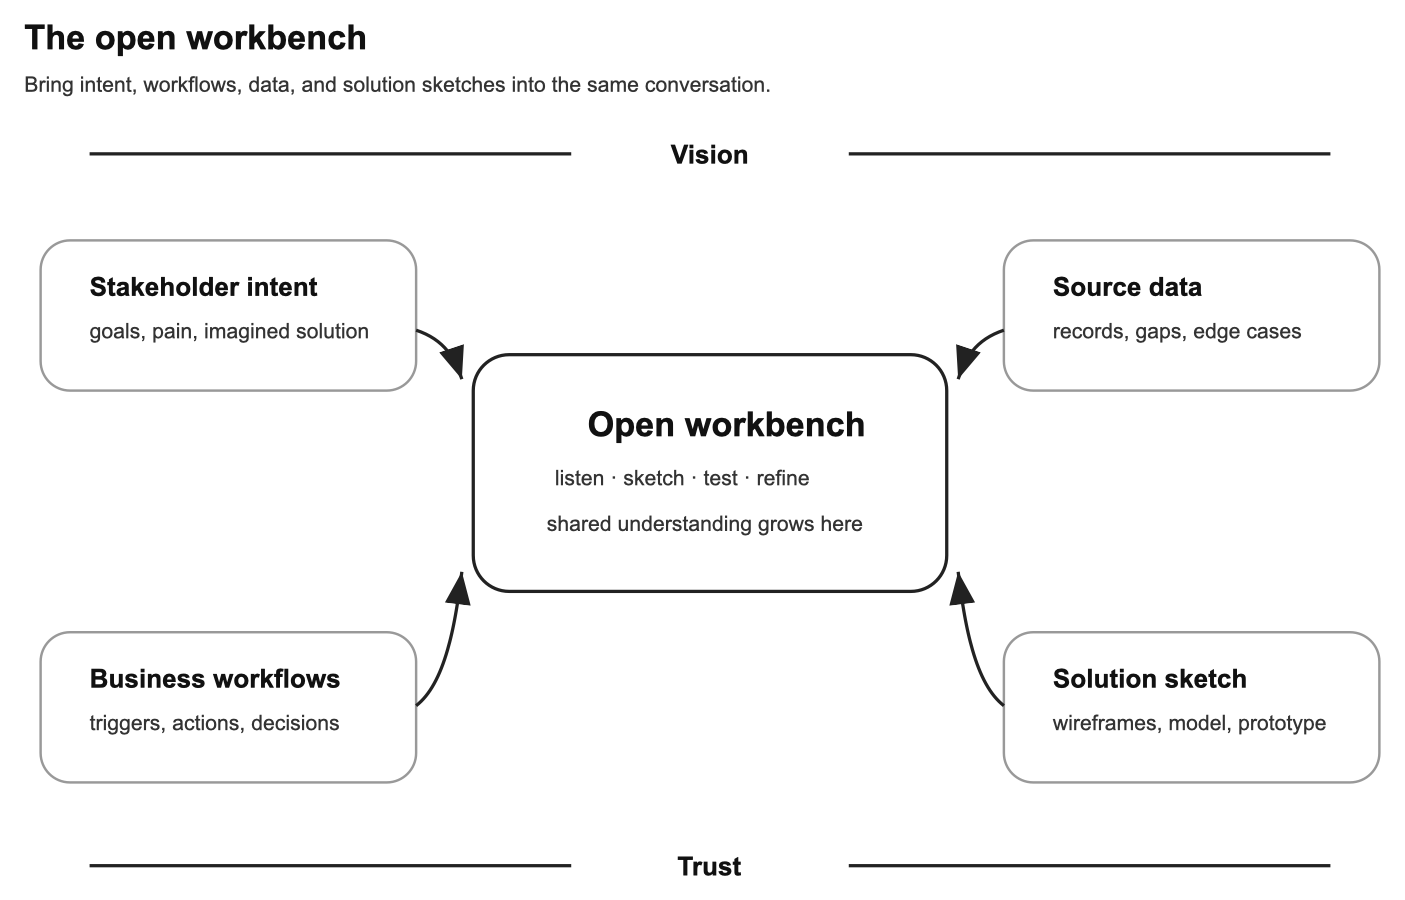 The open workbench
Bring intent, workflows, data, and solution sketches into the same conversation.
Vision
Stakeholder intent
goals, pain, imagined solution
Source data
records, gaps, edge cases
Open workbench
listen · sketch · test · refine
shared understanding grows here
Business workflows
triggers, actions, decisions
Solution sketch
wireframes, model, prototype
Trust